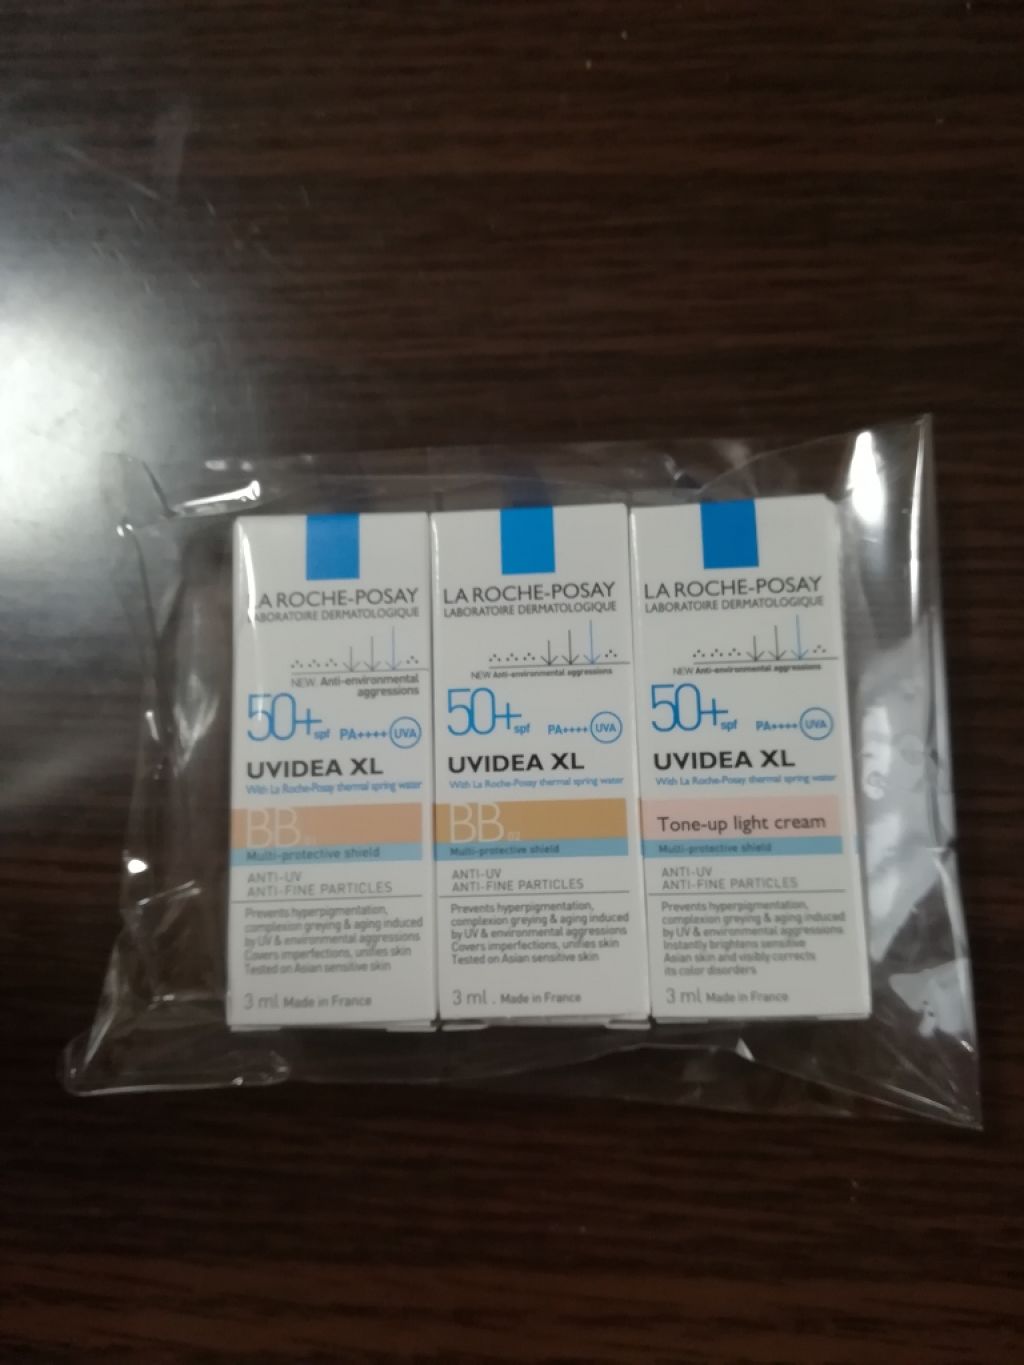 LA ROCHE-POSAY
LABORATOIRE DERMATOLOGIQUE
NEW Anti-environmental
aggressions
50+ spf PA++++ UVA
UVIDEA XL
With La Roche-Posay thermal spring water
BB 01
Multi-protective shield
ANTI-UV
ANTI-FINE PARTICLES
Prevents hyperpigmentation,
complexion greying & aging induced
by UV & environmental aggressions
Covers imperfections, unifies skin
Tested on Asian sensitive skin
3 ml Made in France
LA ROCHE-POSAY
LABORATOIRE DERMATOLOGIQUE
NEW Anti-environmental aggressions
50+ spf PA++++ UVA
UVIDEA XL
With La Roche-Posay thermal spring water
BB 02
Multi-protective shield
ANTI-UV
ANTI-FINE PARTICLES
Prevents hyperpigmentation,
complexion greying & aging induced
by UV & environmental aggressions
Covers imperfections, unifies skin
Tested on Asian sensitive skin
3 ml . Made in France
LA ROCHE-POSAY
LABORATOIRE DERMATOLOGIQUE
NEW Anti-environmental aggressions
50+ spf PA++++ UVA
UVIDEA XL
With La Roche-Posay thermal spring water
Tone-up light cream
Multi-protective shield
ANTI-UV
ANTI-FINE PARTICLES
Prevents hyperpigmentation,
complexion greying & aging induced
by UV & environmental aggressions
Instantly brightens sensitive
Asian skin and visibly corrects
its color disorders
3 ml Made in France